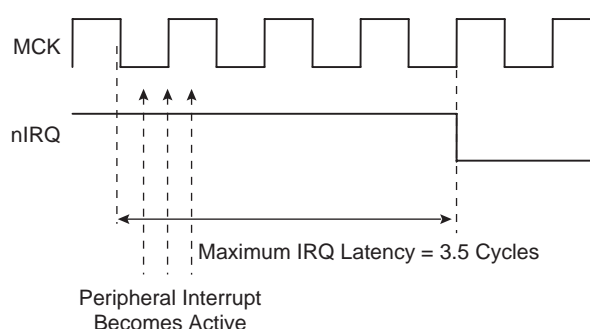 MCK
nIRQ
Maximum IRQ Latency = 3.5 Cycles
Peripheral Interrupt
Becomes Active